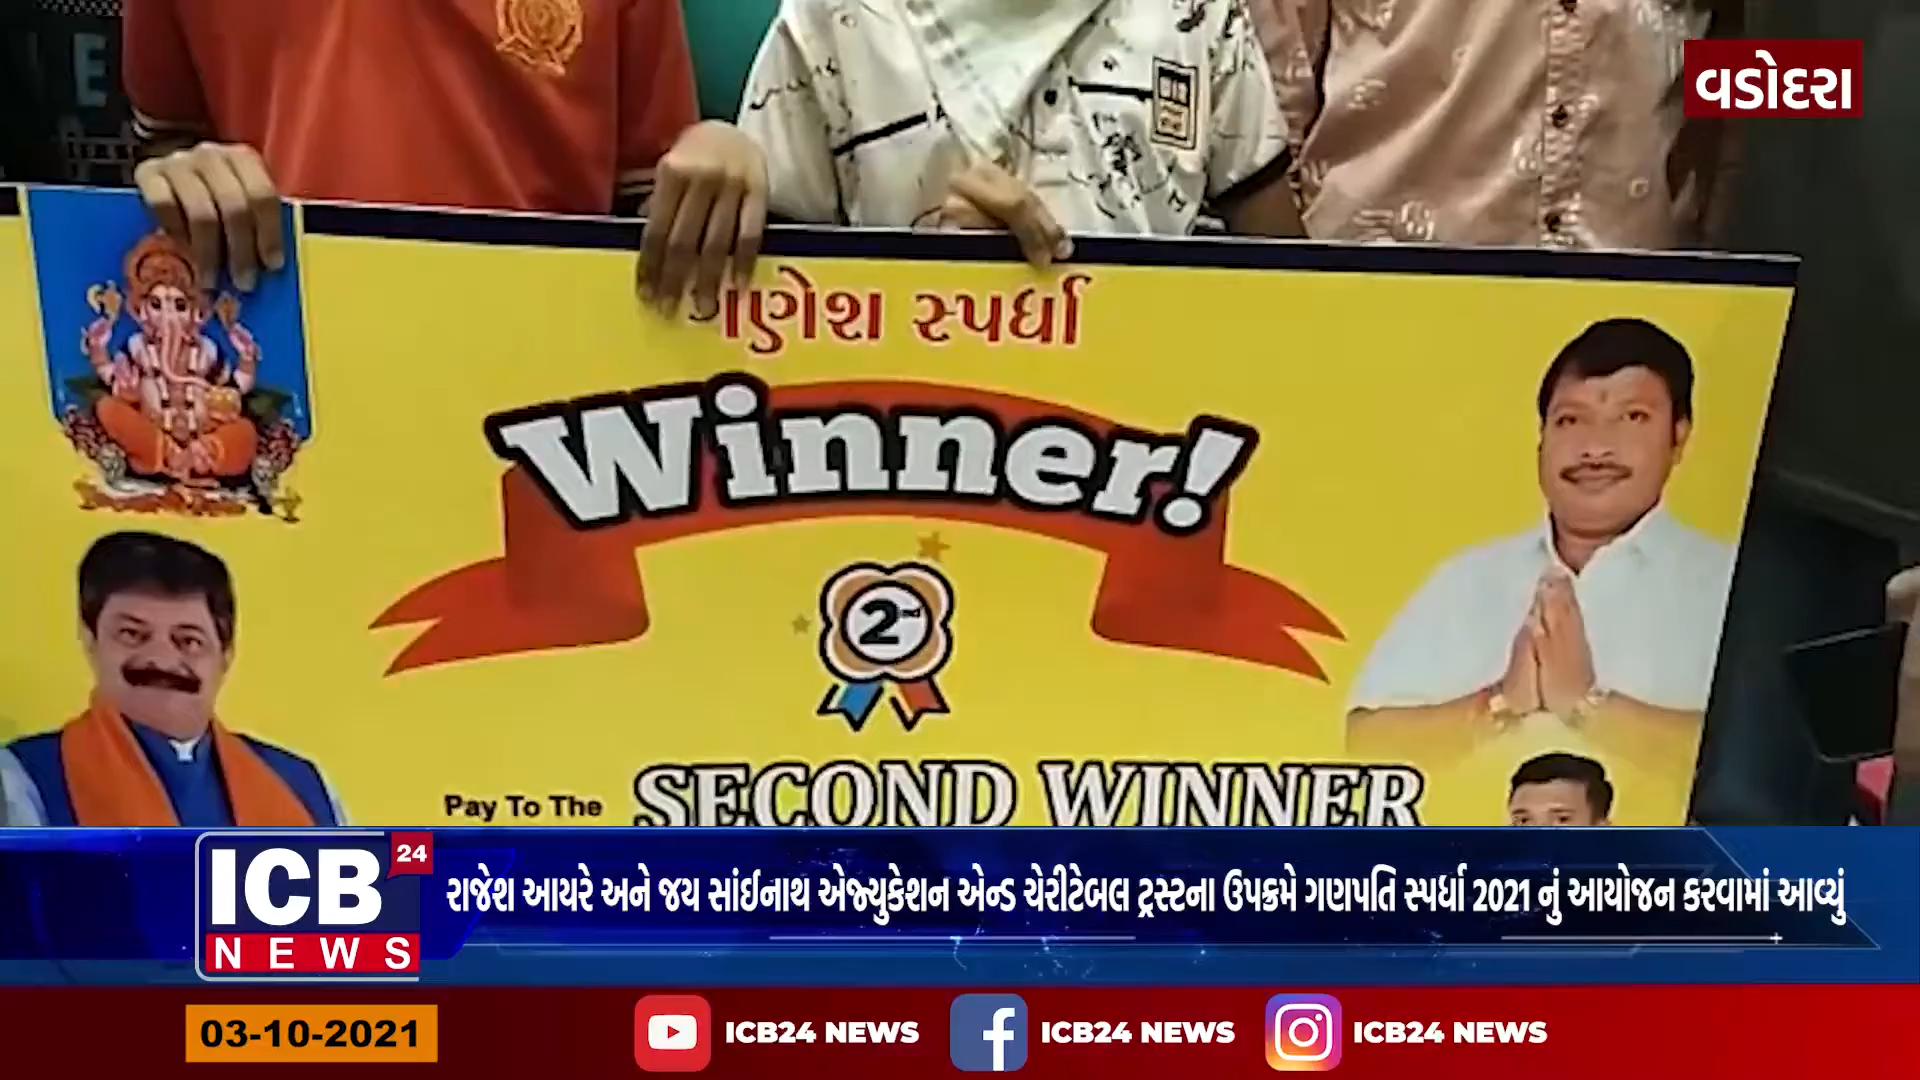 વડોદરા
ગણેશ સ્પર્ધા
Winner!
2nd
Pay To The SECOND WINNER
ICB 24
NEWS
રાજેશ આયરે અને જય સાંઈનાથ એજ્યુકેશન એન્ડ ચેરીટેબલ ટ્રસ્ટના ઉપક્રમે ગણપતિ સ્પર્ધા 2021 નું આયોજન કરવામાં આવ્યું
03-10-2021
ICB24 NEWS
ICB24 NEWS
ICB24 NEWS